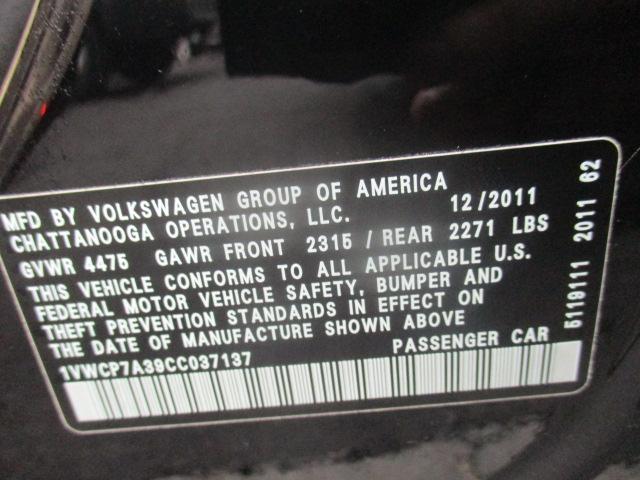 MFD BY VOLKSWAGEN GROUP OF AMERICA 12/2011
CHATTANOOGA OPERATIONS, LLC.
GVWR 4475 GAWR FRONT 2315 / REAR 2271 LBS
THIS VEHICLE CONFORMS TO ALL APPLICABLE U.S.
FEDERAL MOTOR VEHICLE SAFETY, BUMPER AND
THEFT PREVENTION STANDARDS IN EFFECT ON
THE DATE OF MANUFACTURE SHOWN ABOVE
1VWCP7A39CC037137 PASSENGER CAR
5119111 2011 62